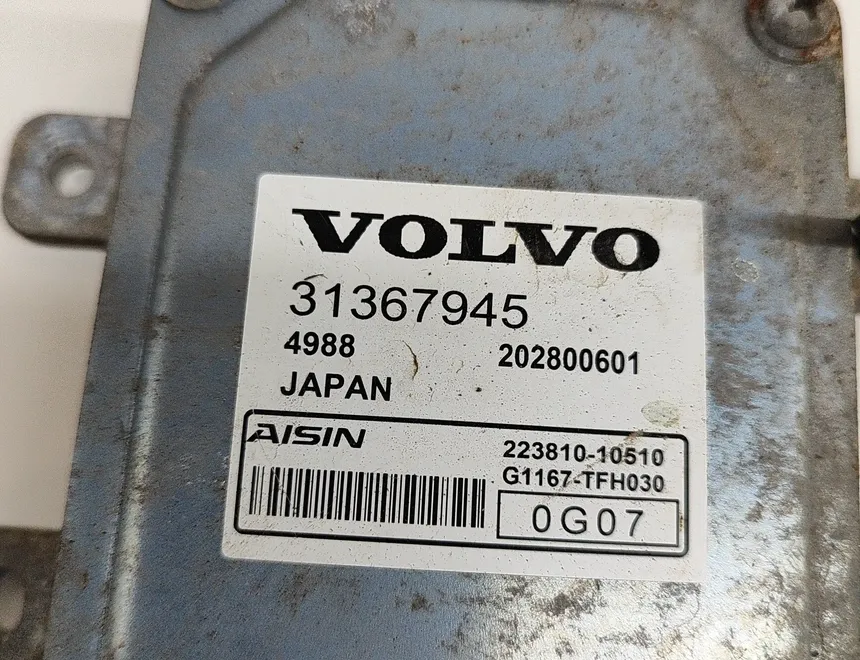 VOLVO
31367945
4988 202800601
JAPAN
AISIN 223810-10510
G1167-TFH030
0G07